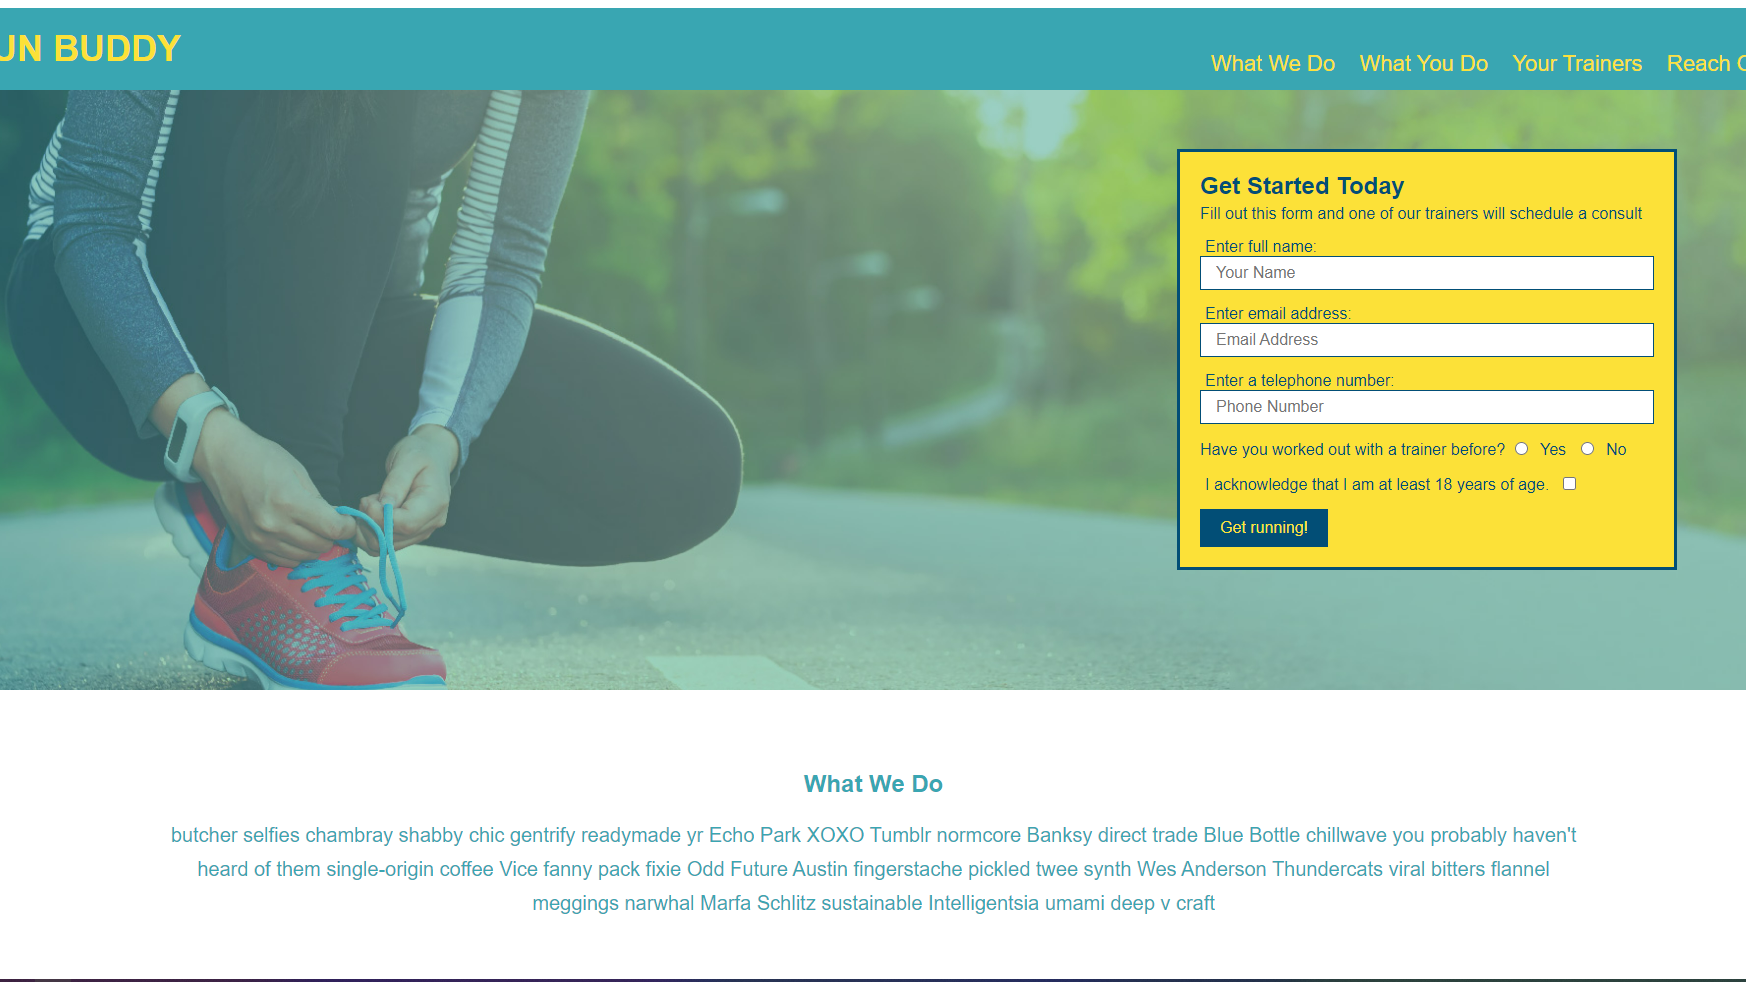 UN BUDDY
What We Do What You Do Your Trainers Reach
Get Started Today
Fill out this form and one of our trainers will schedule a consult
Enter full name:
Your Name
Enter email address:
Email Address
Enter a telephone number:
Phone Number
Have you worked out with a trainer before? Yes No
I acknowledge that I am at least 18 years of age.
Get running!
What We Do
butcher selfies chambray shabby chic gentrify readymade yr Echo Park XOXO Tumblr normcore Banksy direct trade Blue Bottle chillwave you probably haven't
heard of them single-origin coffee Vice fanny pack fixie Odd Future Austin fingerstache pickled twee synth Wes Anderson Thundercats viral bitters flannel
meggings narwhal Marfa Schlitz sustainable Intelligentsia umami deep v craft